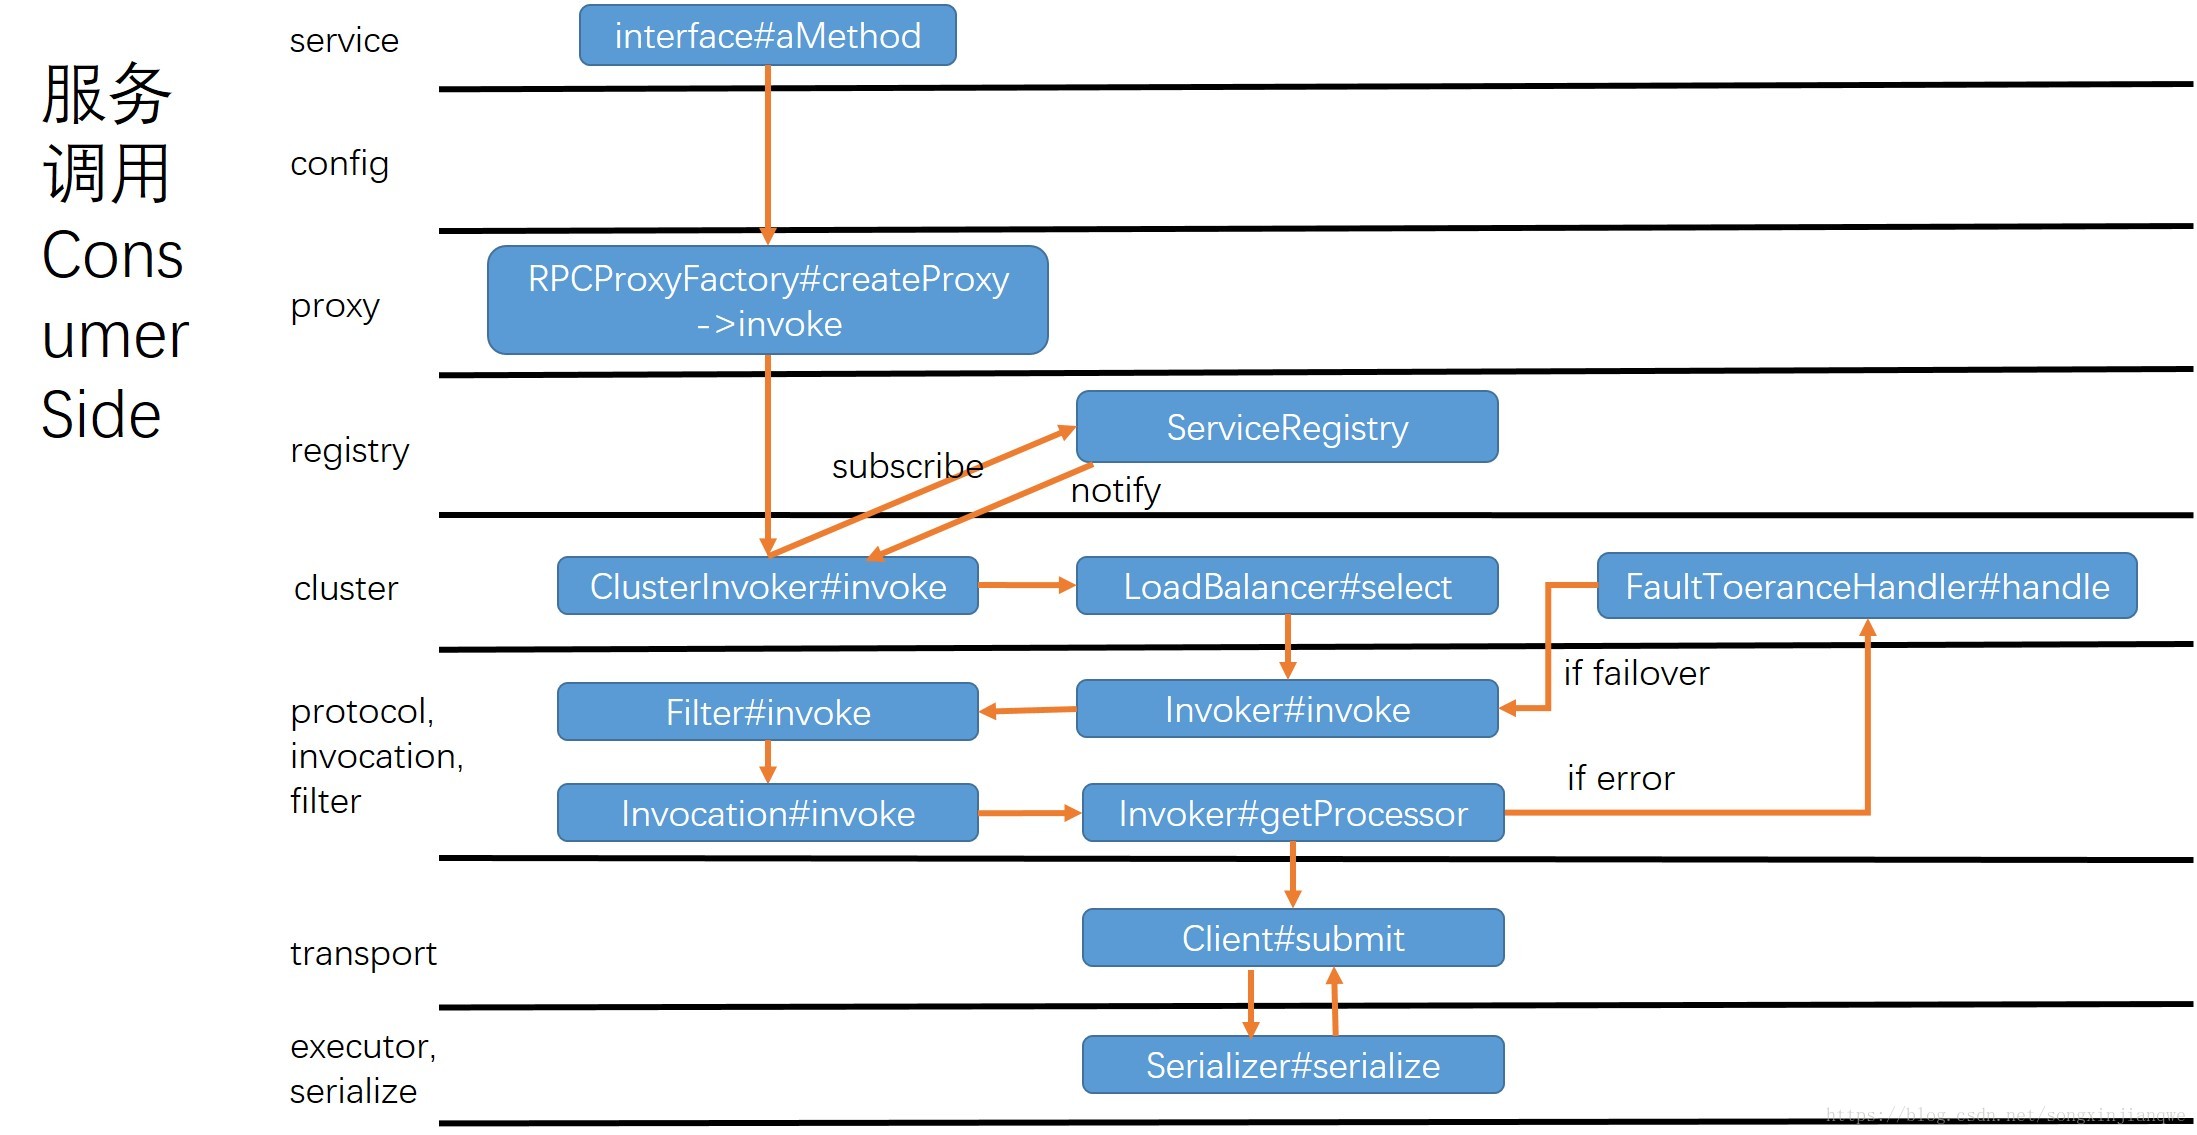 服务
调用
Cons
umer
Side
service
interface#aMethod
config
proxy
RPCProxyFactory#createProxy
->invoke
registry
ServiceRegistry
subscribe
notify
cluster
ClusterInvoker#invoke
LoadBalancer#select
FaultToeranceHandler#handle
if failover
protocol,
invocation,
filter
Filter#invoke
Invoker#invoke
if error
Invocation#invoke
Invoker#getProcessor
transport
Client#submit
executor,
serialize
Serializer#serialize
https://blog.csdn.net/songxinjianqwe